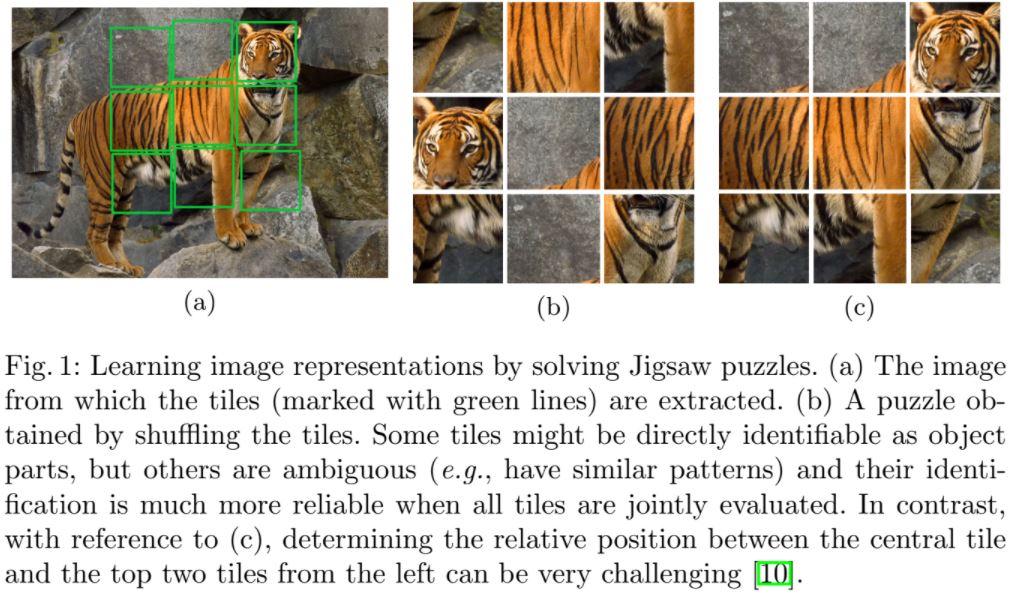 (a)
(b)
(c)
Fig. 1: Learning image representations by solving Jigsaw puzzles. (a) The image
from which the tiles (marked with green lines) are extracted. (b) A puzzle ob-
tained by shuffling the tiles. Some tiles might be directly identifiable as object
parts, but others are ambiguous (e.g., have similar patterns) and their identi-
fication is much more reliable when all tiles are jointly evaluated. In contrast,
with reference to (c), determining the relative position between the central tile
and the top two tiles from the left can be very challenging [10].